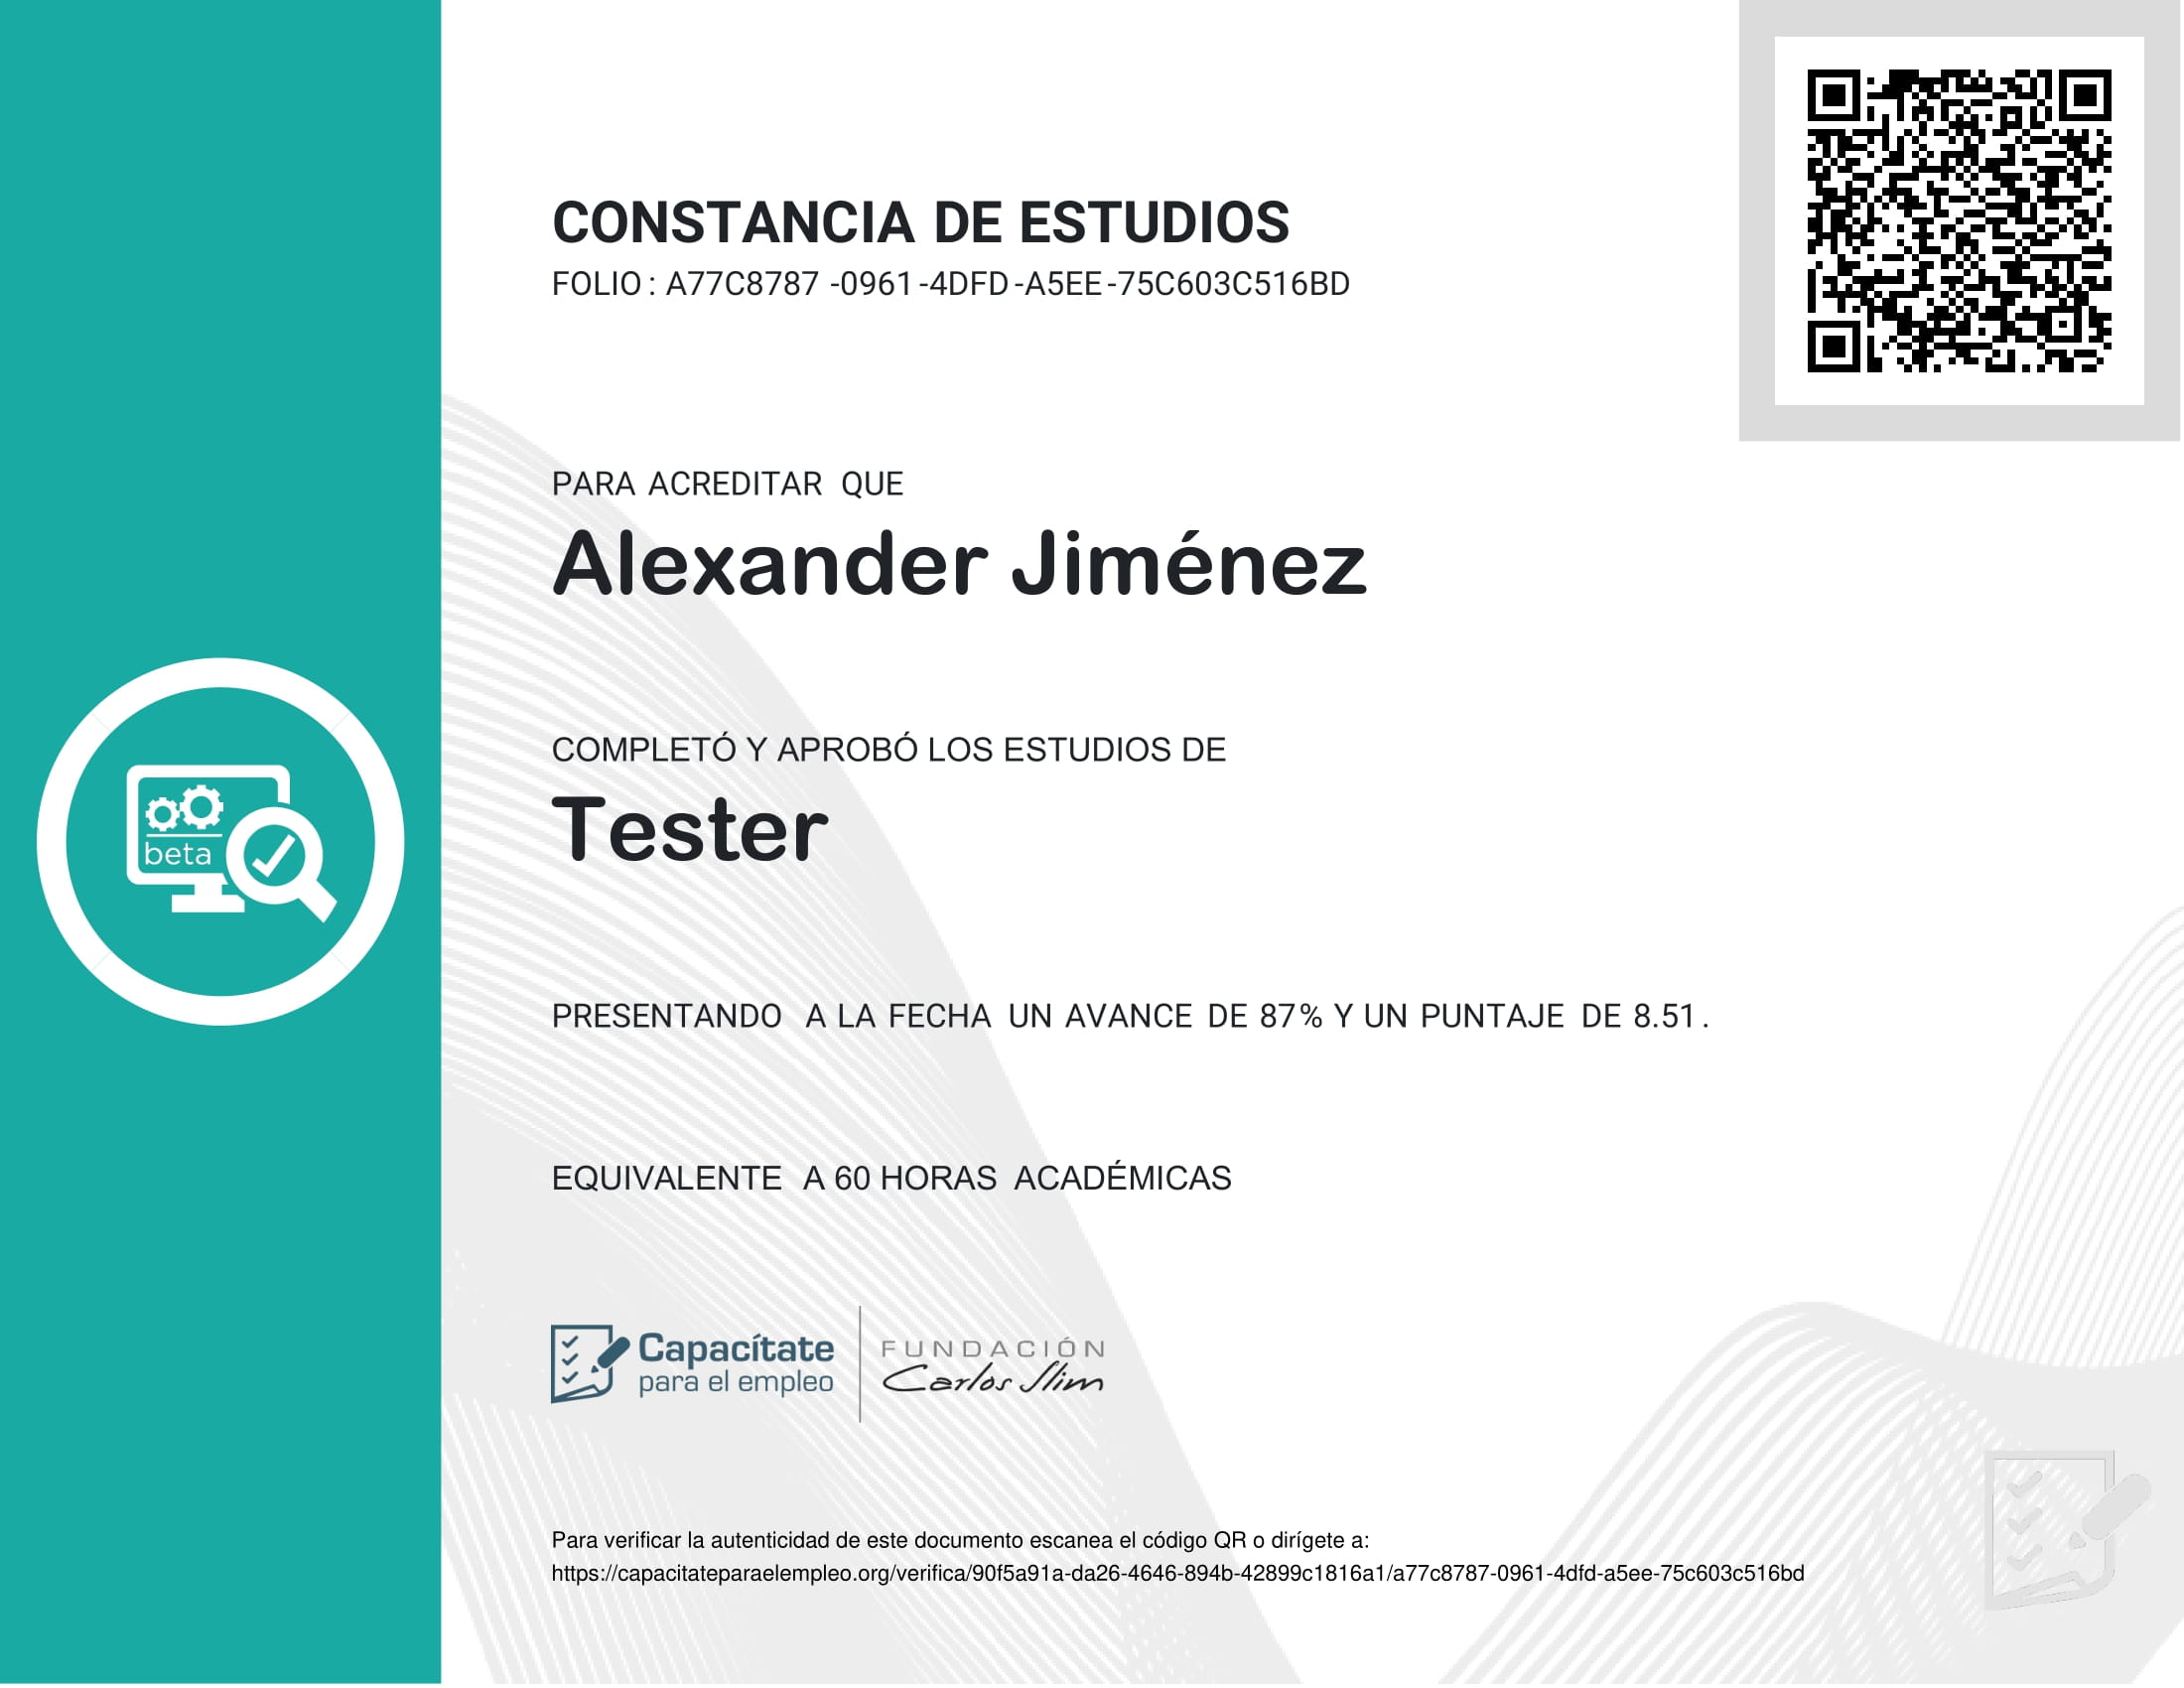 CONSTANCIA DE ESTUDIOS
FOLIO: A77C8787-0961-4DFD-A5EE-75C603C516BD
PARA ACREDITAR QUE
Alexander Jiménez
COMPLETÓ Y APROBÓ LOS ESTUDIOS DE
Tester
beta
PRESENTANDO A LA FECHA UN AVANCE DE 87% Y UN PUNTAJE DE 8.51.
EQUIVALENTE A 60 HORAS ACADÉMICAS
Capacítate
para el empleo
FUNDACIÓN
Carlos Slim
Para verificar la autenticidad de este documento escanea el código QR o dirígete a:
https://capacitateparaelempleo.org/verifica/90f5a91a-da26-4646-894b-42899c1816a1/a77c8787-0961-4dfd-a5ee-75c603c516bd